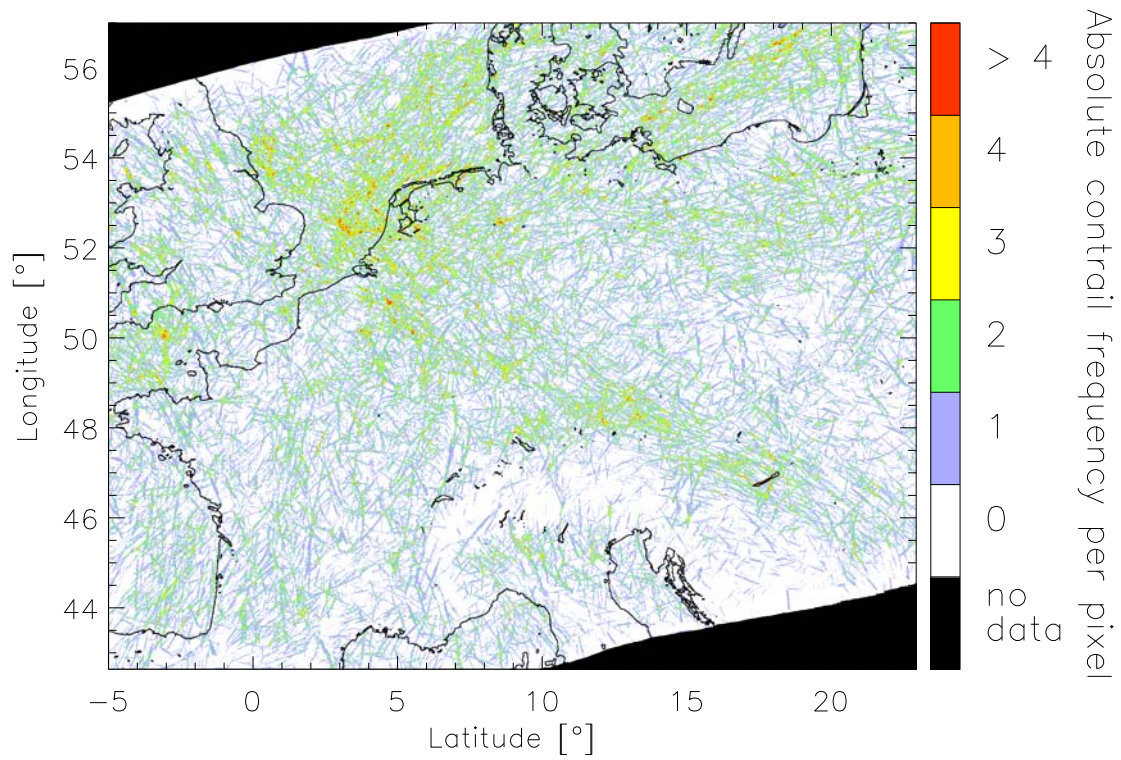 56
54
52
50
48
46
44
Longitude [°]
−5 0 5 10 15 20
Latitude [°]
> 4
4
3
2
1
0
no
data
Absolute contrail frequency per pixel